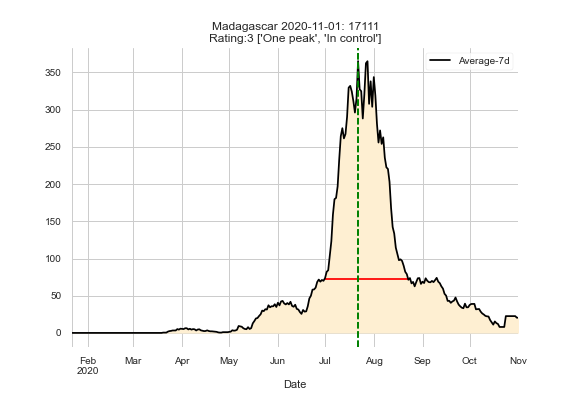 Madagascar 2020-11-01: 17111
Rating:3 ['One peak', 'In control']
Average-7d
350
300
250
200
150
100
50
0
Feb Mar Apr May Jun Jul Aug Sep Oct Nov
2020
Date